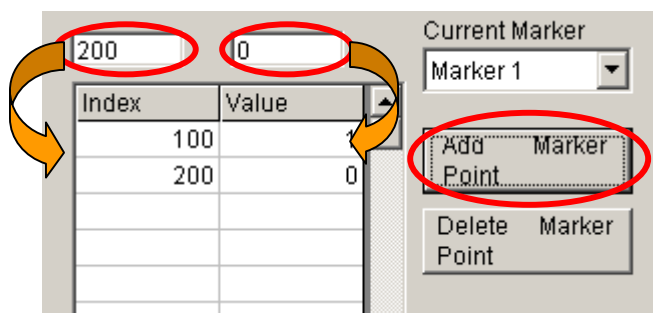 200 0
Current Marker
Marker 1
Index Value
100 1
200 0
Add Marker
Point
Delete Marker
Point